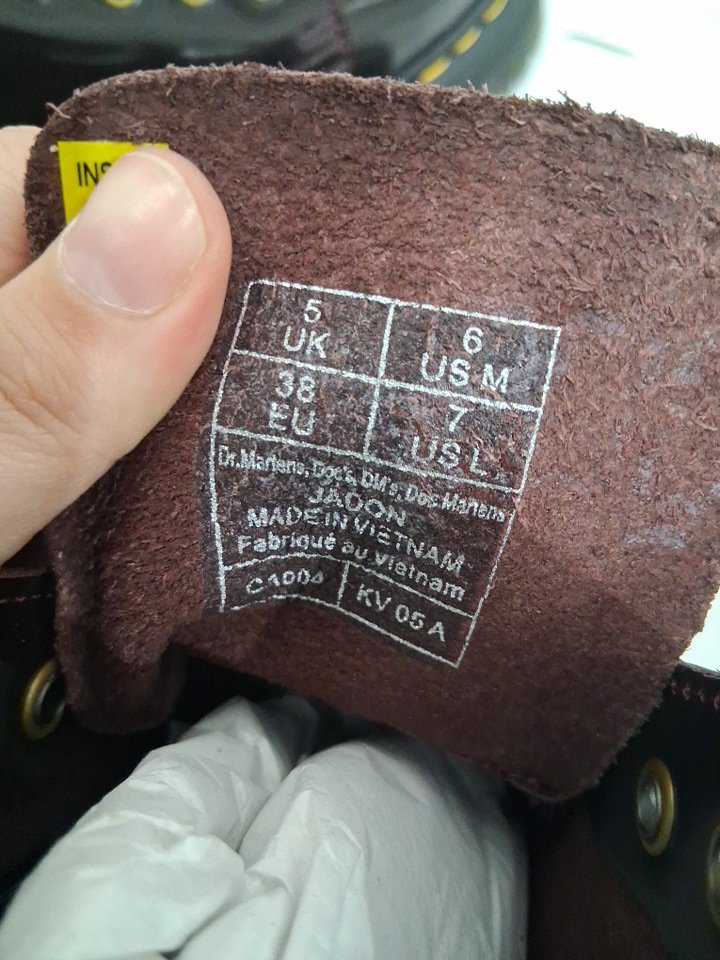 INS
5
UK
6
US M
38
EU
7
US L
Dr.Martens, Doc's, DM's, Doc Martens
JADON
MADE IN VIETNAM
Fabriqué au Vietnam
C1004
KV 05 A